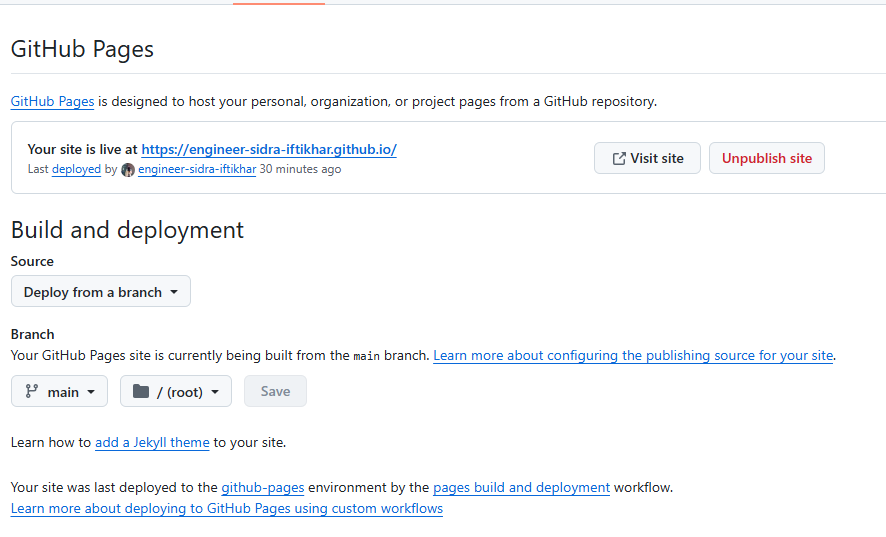 GitHub Pages
GitHub Pages is designed to host your personal, organization, or project pages from a GitHub repository.
Your site is live at https://engineer-sidra-iftikhar.github.io/
Last deployed by engineer-sidra-iftikhar 30 minutes ago
Visit site
Unpublish site
Build and deployment
Source
Deploy from a branch
Branch
Your GitHub Pages site is currently being built from the main branch. Learn more about configuring the publishing source for your site.
main
/ (root)
Save
Learn how to add a Jekyll theme to your site.
Your site was last deployed to the github-pages environment by the pages build and deployment workflow.
Learn more about deploying to GitHub Pages using custom workflows